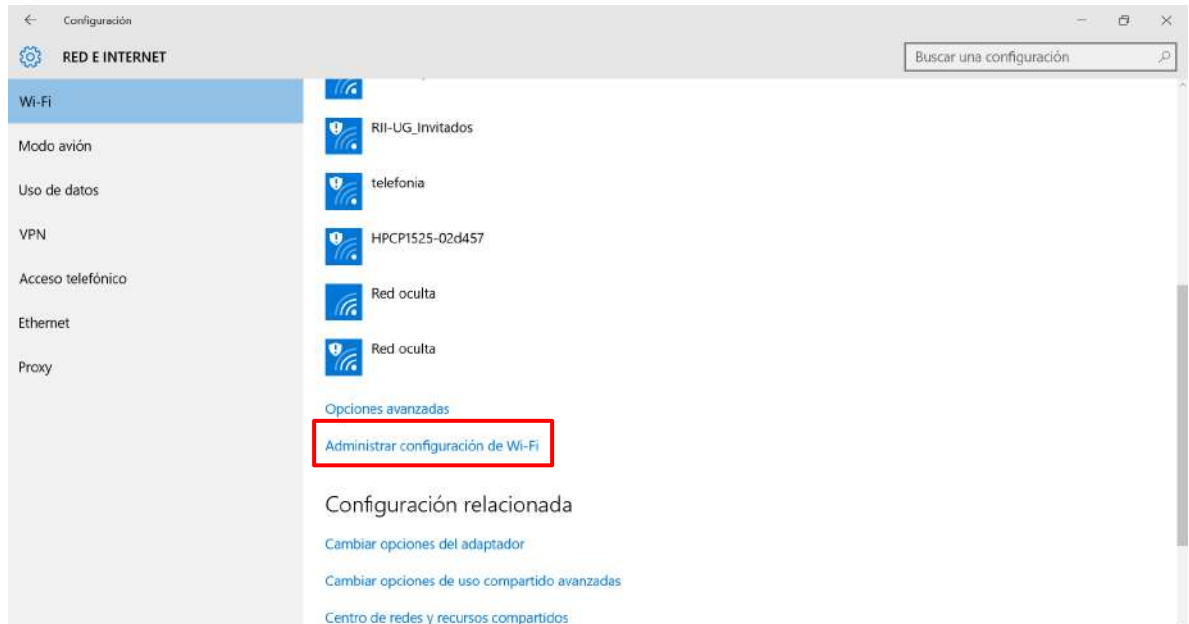 Configuración
RED E INTERNET
Buscar una configuración
Wi-Fi
Modo avión
Uso de datos
VPN
Acceso telefónico
Ethernet
Proxy
RII-UG_Invitados
telefonia
HPCP1525-02d457
Red oculta
Red oculta
Opciones avanzadas
Administrar configuración de Wi-Fi
Configuración relacionada
Cambiar opciones del adaptador
Cambiar opciones de uso compartido avanzadas
Centro de redes y recursos compartidos